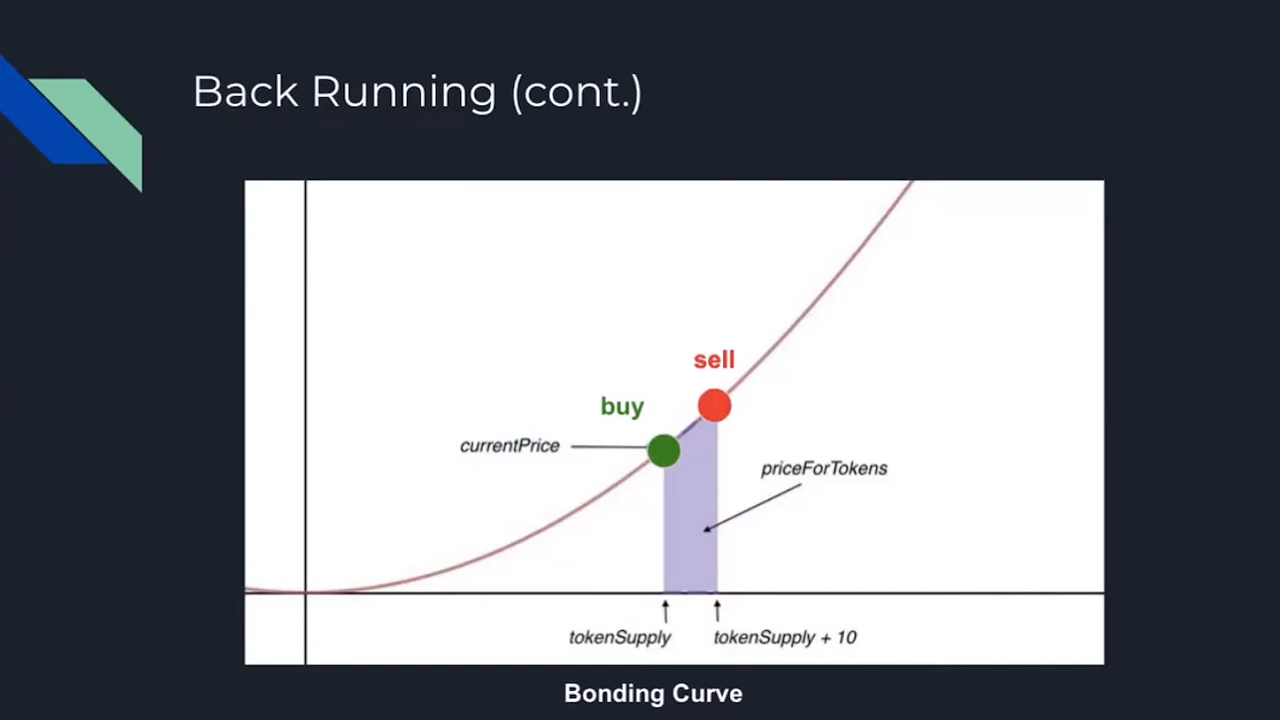 Back Running (cont.)
sell
buy
currentPrice
priceForTokens
tokenSupply
tokenSupply + 10
Bonding Curve